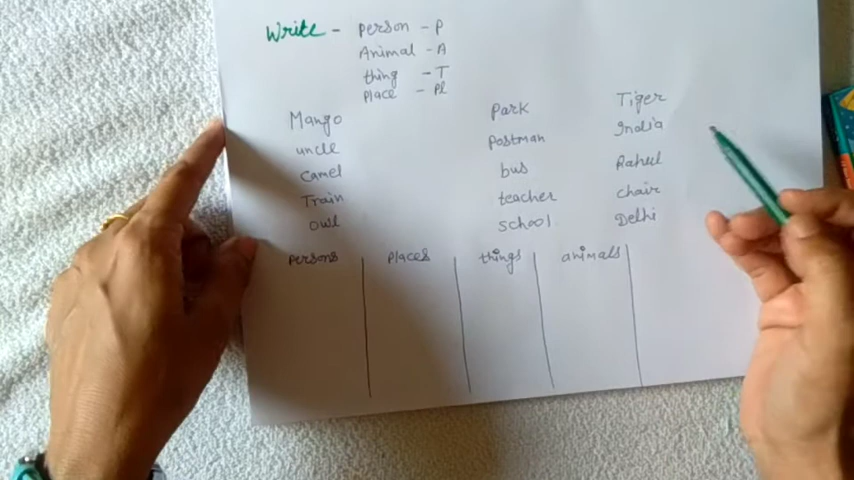 Write - Person - P
Animal - A
thing - T
place - Pl
Mango Park Tiger
uncle Postman India
camel bus Rahul
Train teacher chair
owl school Delhi
Persons Places things animals